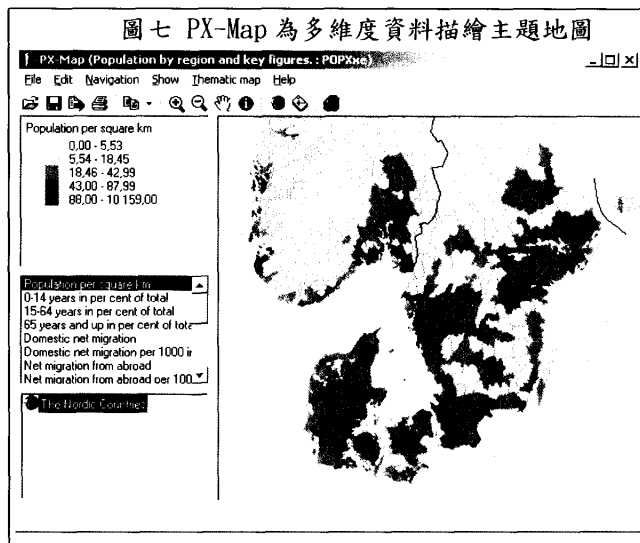 圖七 PX-Map 為多維度資料描繪主題地圖
PX-Map (Population by region and key figures. : POPXxe)
File Edit Navigation Show Thematic map Help
Population per square km
0,00 - 5,53
5,54 - 18,45
18,46 - 42,99
43,00 - 87,99
88,00 - 10 159,00
Population per square km
0-14 years in per cent of total
15-64 years in per cent of total
65 years and up in per cent of tota
Domestic net migration
Domestic net migration per 1000 ir
Net migration from abroad
Net migration from abroad per 100
The Nordic Countries